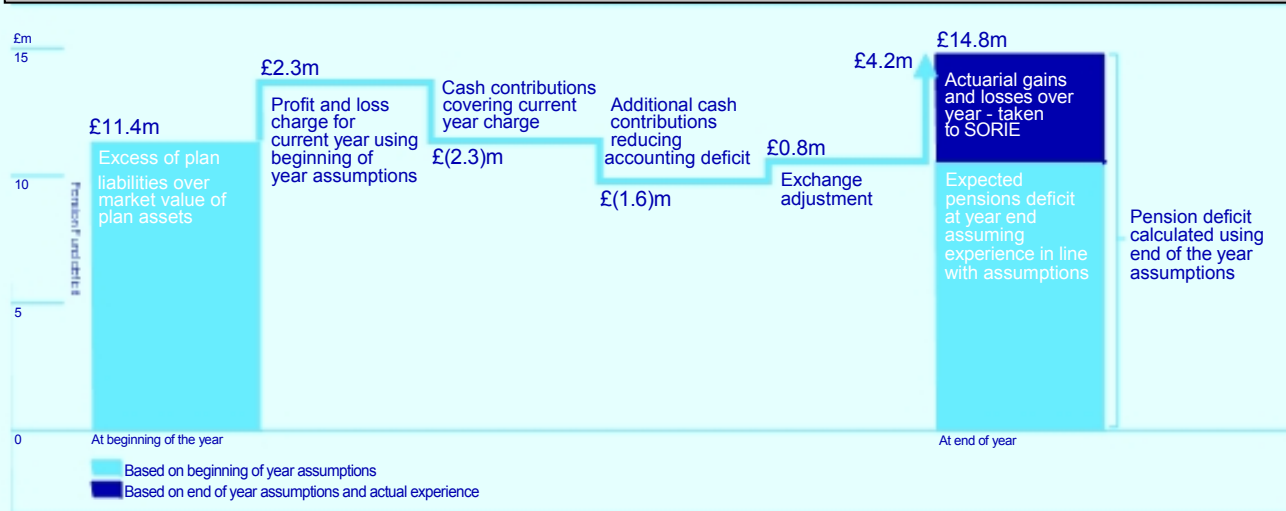 £m
15
10
5
0
Pension Fund deficit
£11.4m
Excess of plan
liabilities over
market value of
plan assets
£2.3m
Profit and loss
charge for
current year using
beginning of
year assumptions
Cash contributions
covering current
year charge
£(2.3)m
Additional cash
contributions
reducing
accounting deficit
£(1.6)m
£0.8m
Exchange
adjustment
£4.2m
£14.8m
Actuarial gains
and losses over
year - taken
to SORIE
Expected
pensions deficit
at year end
assuming
experience in line
with assumptions
Pension deficit
calculated using
end of the year
assumptions
At beginning of the year
At end of year
Based on beginning of year assumptions
Based on end of year assumptions and actual experience